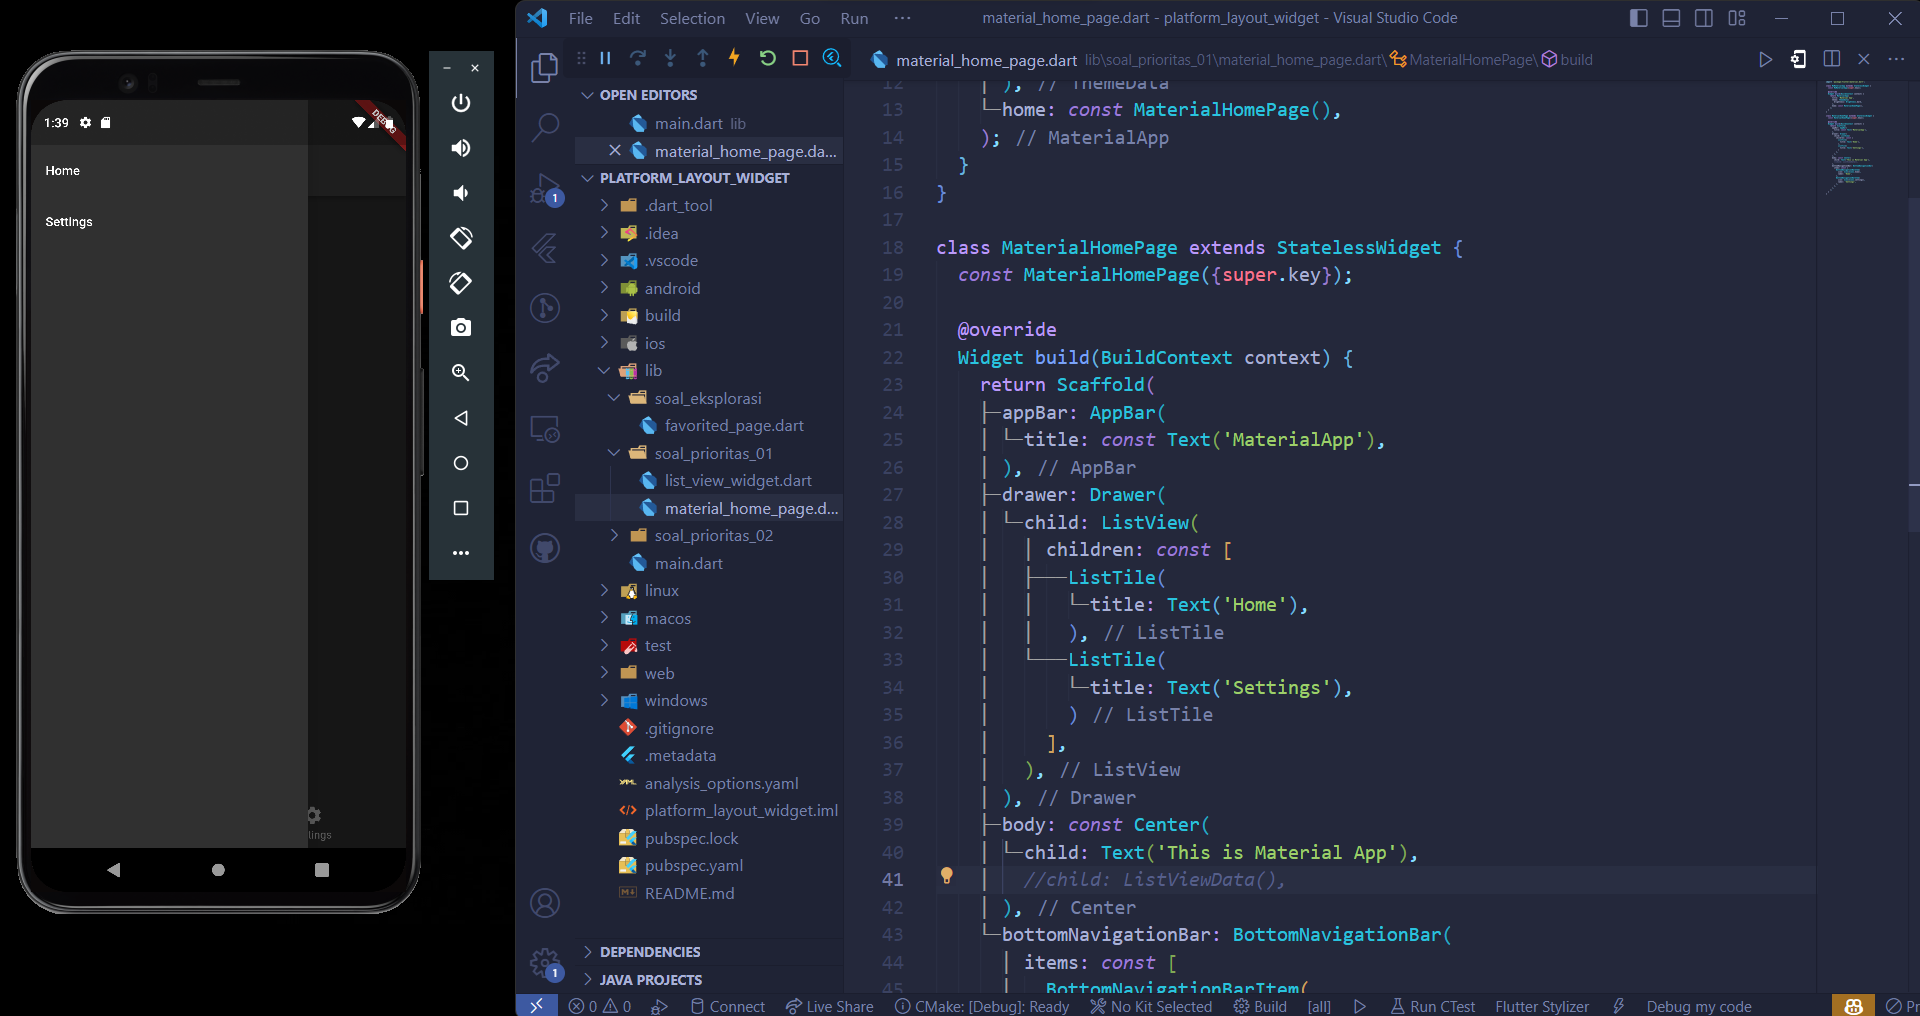 File Edit Selection View Go Run ··· material_home_page.dart - platform_layout_widget - Visual Studio Code
1:39
DEBUG
Home
Settings
ings
OPEN EDITORS
main.dart lib
material_home_page.da...
PLATFORM_LAYOUT_WIDGET
.dart_tool
.idea
.vscode
android
build
ios
lib
soal_eksplorasi
favorited_page.dart
soal_prioritas_01
list_view_widget.dart
material_home_page.d...
soal_prioritas_02
main.dart
linux
macos
test
web
windows
.gitignore
.metadata
analysis_options.yaml
platform_layout_widget.iml
pubspec.lock
pubspec.yaml
README.md
DEPENDENCIES
JAVA PROJECTS
1
1
material_home_page.dart lib\soal_prioritas_01\material_home_page.dart\ MaterialHomePage\ build
12 ), // ThemeData
13 home: const MaterialHomePage(),
14 ); // MaterialApp
15 }
16 }
17
18 class MaterialHomePage extends StatelessWidget {
19 const MaterialHomePage({super.key});
20
21 @override
22 Widget build(BuildContext context) {
23 return Scaffold(
24 appBar: AppBar(
25 title: const Text('MaterialApp'),
26 ), // AppBar
27 drawer: Drawer(
28 child: ListView(
29 children: const [
30 ListTile(
31 title: Text('Home'),
32 ), // ListTile
33 ListTile(
34 title: Text('Settings'),
35 ) // ListTile
36 ],
37 ), // ListView
38 ), // Drawer
39 body: const Center(
40 child: Text('This is Material App'),
41 //child: ListViewData(),
42 ), // Center
43 bottomNavigationBar: BottomNavigationBar(
44 items: const [
45 BottomNavigationBarItem(
0 0 Connect Live Share CMake: [Debug]: Ready No Kit Selected Build [all] Run CTest Flutter Stylizer Debug my code Pr